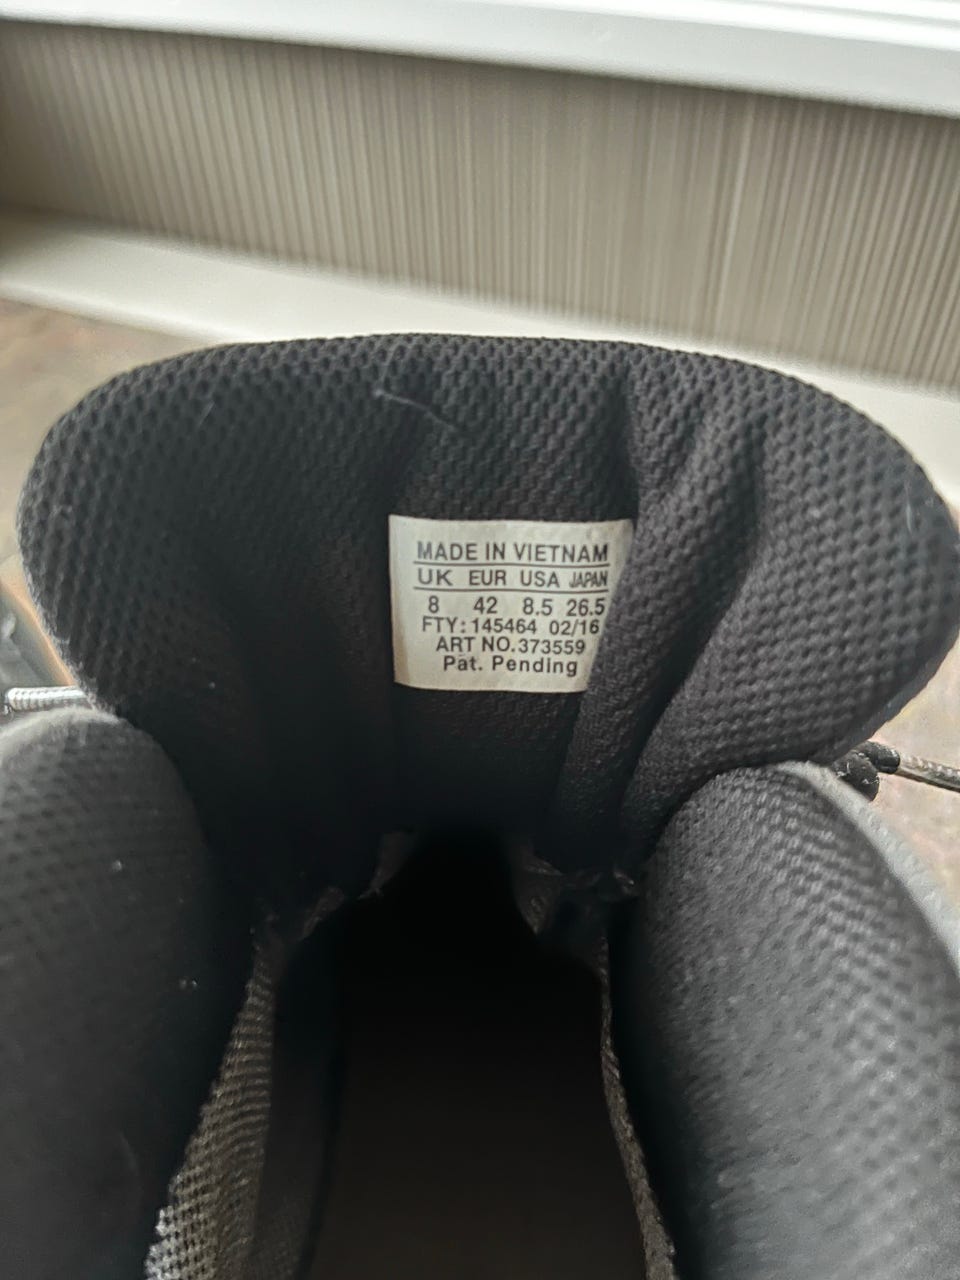 MADE IN VIETNAM
UK EUR USA JAPAN
8 42 8.5 26.5
FTY: 145464 02/16
ART NO. 373559
Pat. Pending